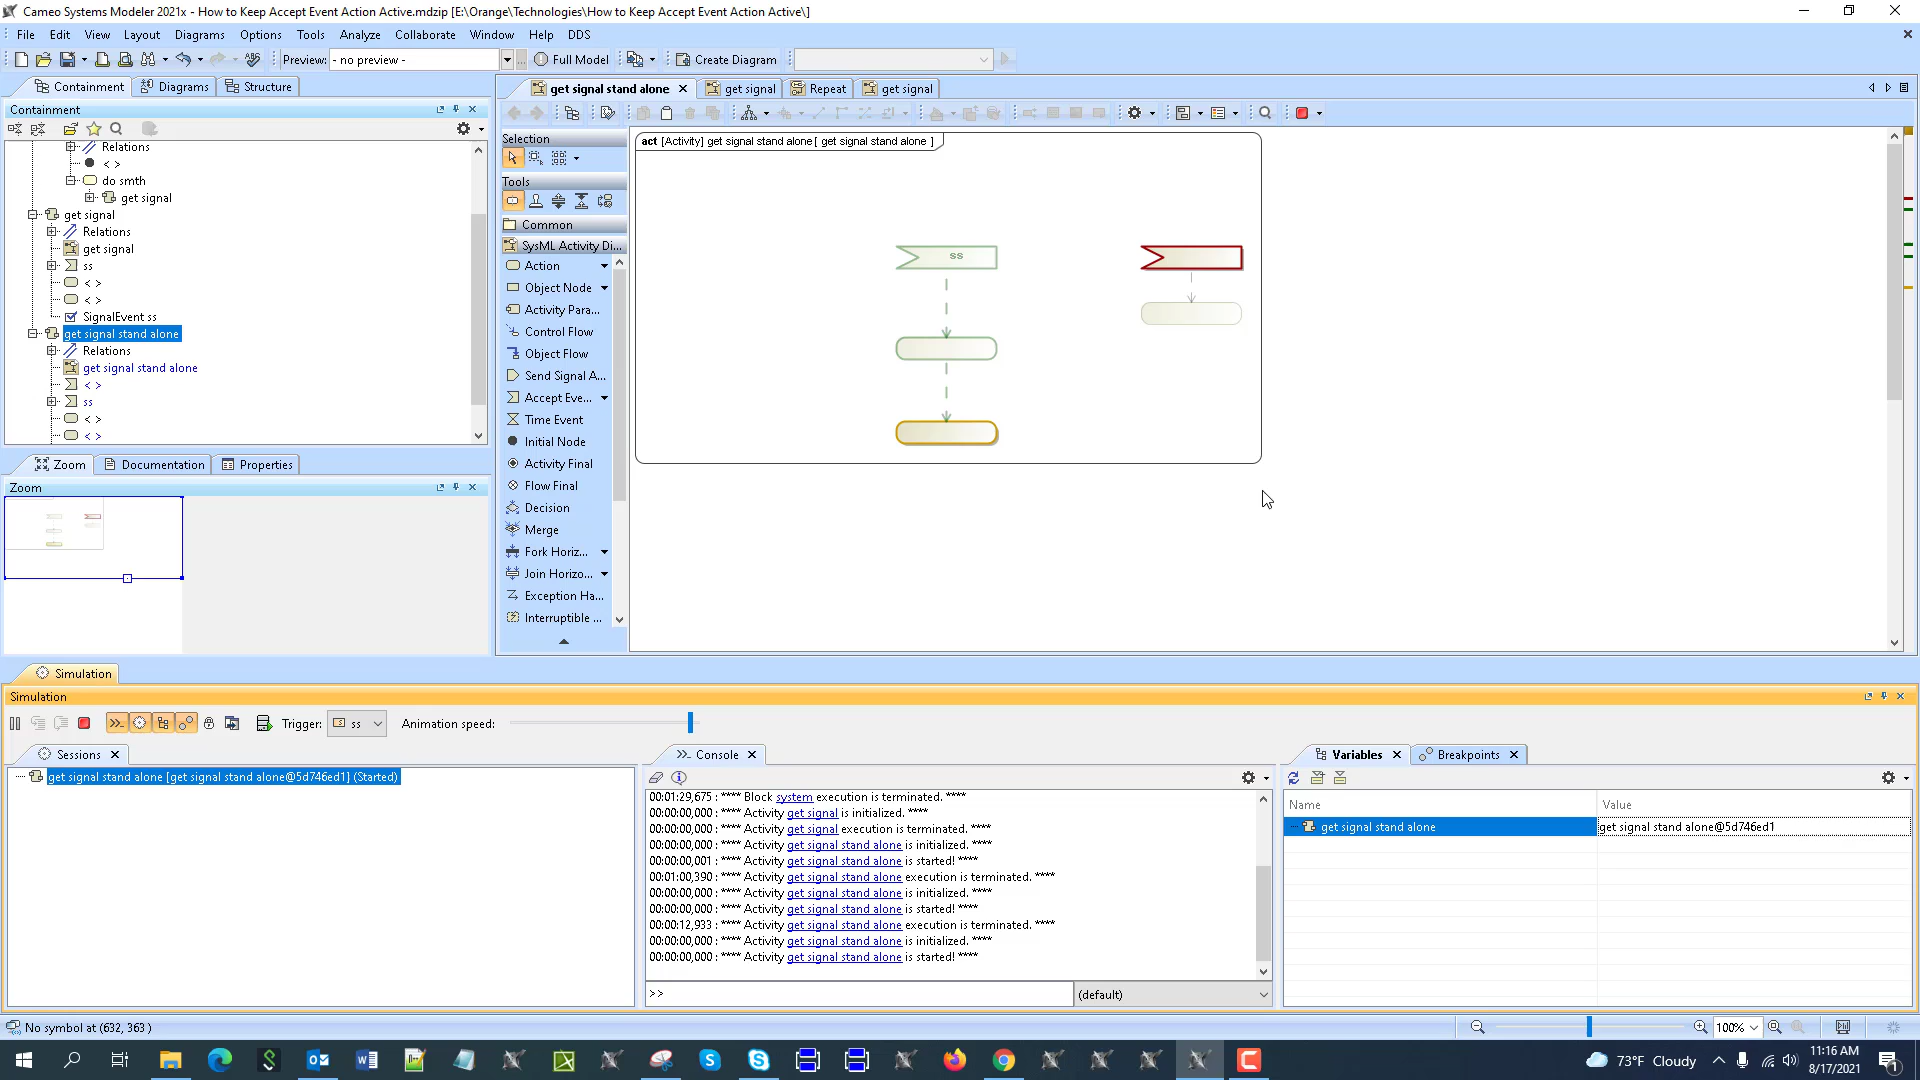 Cameo Systems Modeler 2021x - How to Keep Accept Event Action Active.mdzip [E:\Orange\Technologies\How to Keep Accept Event Action Active\]
File Edit View Layout Diagrams Options Tools Analyze Collaborate Window Help DDS
Preview: - no preview - ... Full Model Create Diagram
Containment Diagrams Structure
get signal stand alone get signal Repeat get signal
Containment
Relations
< >
do smth
get signal
get signal
Relations
get signal
ss
< >
< >
SignalEvent ss
get signal stand alone
Relations
get signal stand alone
< >
ss
< >
< >
Zoom Documentation Properties
Zoom
Selection
Tools
Common
SysML Activity Di...
Action
Object Node
Activity Para...
Control Flow
Object Flow
Send Signal A...
Accept Eve...
Time Event
Initial Node
Activity Final
Flow Final
Decision
Merge
Fork Horiz...
Join Horizo...
Exception Ha...
Interruptible ...
act [Activity] get signal stand alone [ get signal stand alone ]
ss
Simulation
Simulation
Trigger: ss Animation speed:
Sessions
get signal stand alone [get signal stand alone@5d746ed1] (Started)
Console
00:01:29,675 : **** Block system execution is terminated. ****
00:00:00,000 : **** Activity get signal is initialized. ****
00:00:00,000 : **** Activity get signal execution is terminated. ****
00:00:00,000 : **** Activity get signal stand alone is initialized. ****
00:00:00,001 : **** Activity get signal stand alone is started! ****
00:01:00,390 : **** Activity get signal stand alone execution is terminated. ****
00:00:00,000 : **** Activity get signal stand alone is initialized. ****
00:00:00,000 : **** Activity get signal stand alone is started! ****
00:00:12,933 : **** Activity get signal stand alone execution is terminated. ****
00:00:00,000 : **** Activity get signal stand alone is initialized. ****
00:00:00,000 : **** Activity get signal stand alone is started! ****
>> (default)
Variables Breakpoints
Name Value
get signal stand alone get signal stand alone@5d746ed1
No symbol at (632, 363 )
100%
73°F Cloudy
11:16 AM
8/17/2021
1